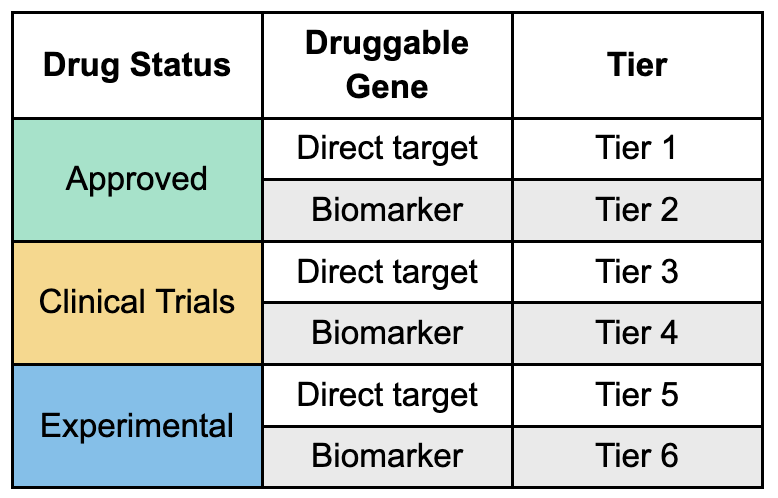 Drug Status
Druggable
Gene
Tier
Approved
Direct target
Tier 1
Biomarker
Tier 2
Clinical Trials
Direct target
Tier 3
Biomarker
Tier 4
Experimental
Direct target
Tier 5
Biomarker
Tier 6